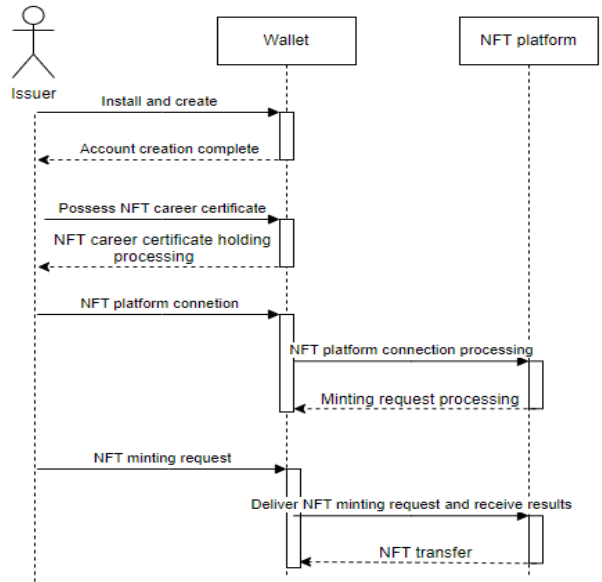 Wallet
NFT platform
Issuer
Install and create
Account creation complete
Possess NFT career certificate
NFT career certificate holding
processing
NFT platform connetion
NFT platform connection processing
Minting request processing
NFT minting request
Deliver NFT minting request and receive results
NFT transfer